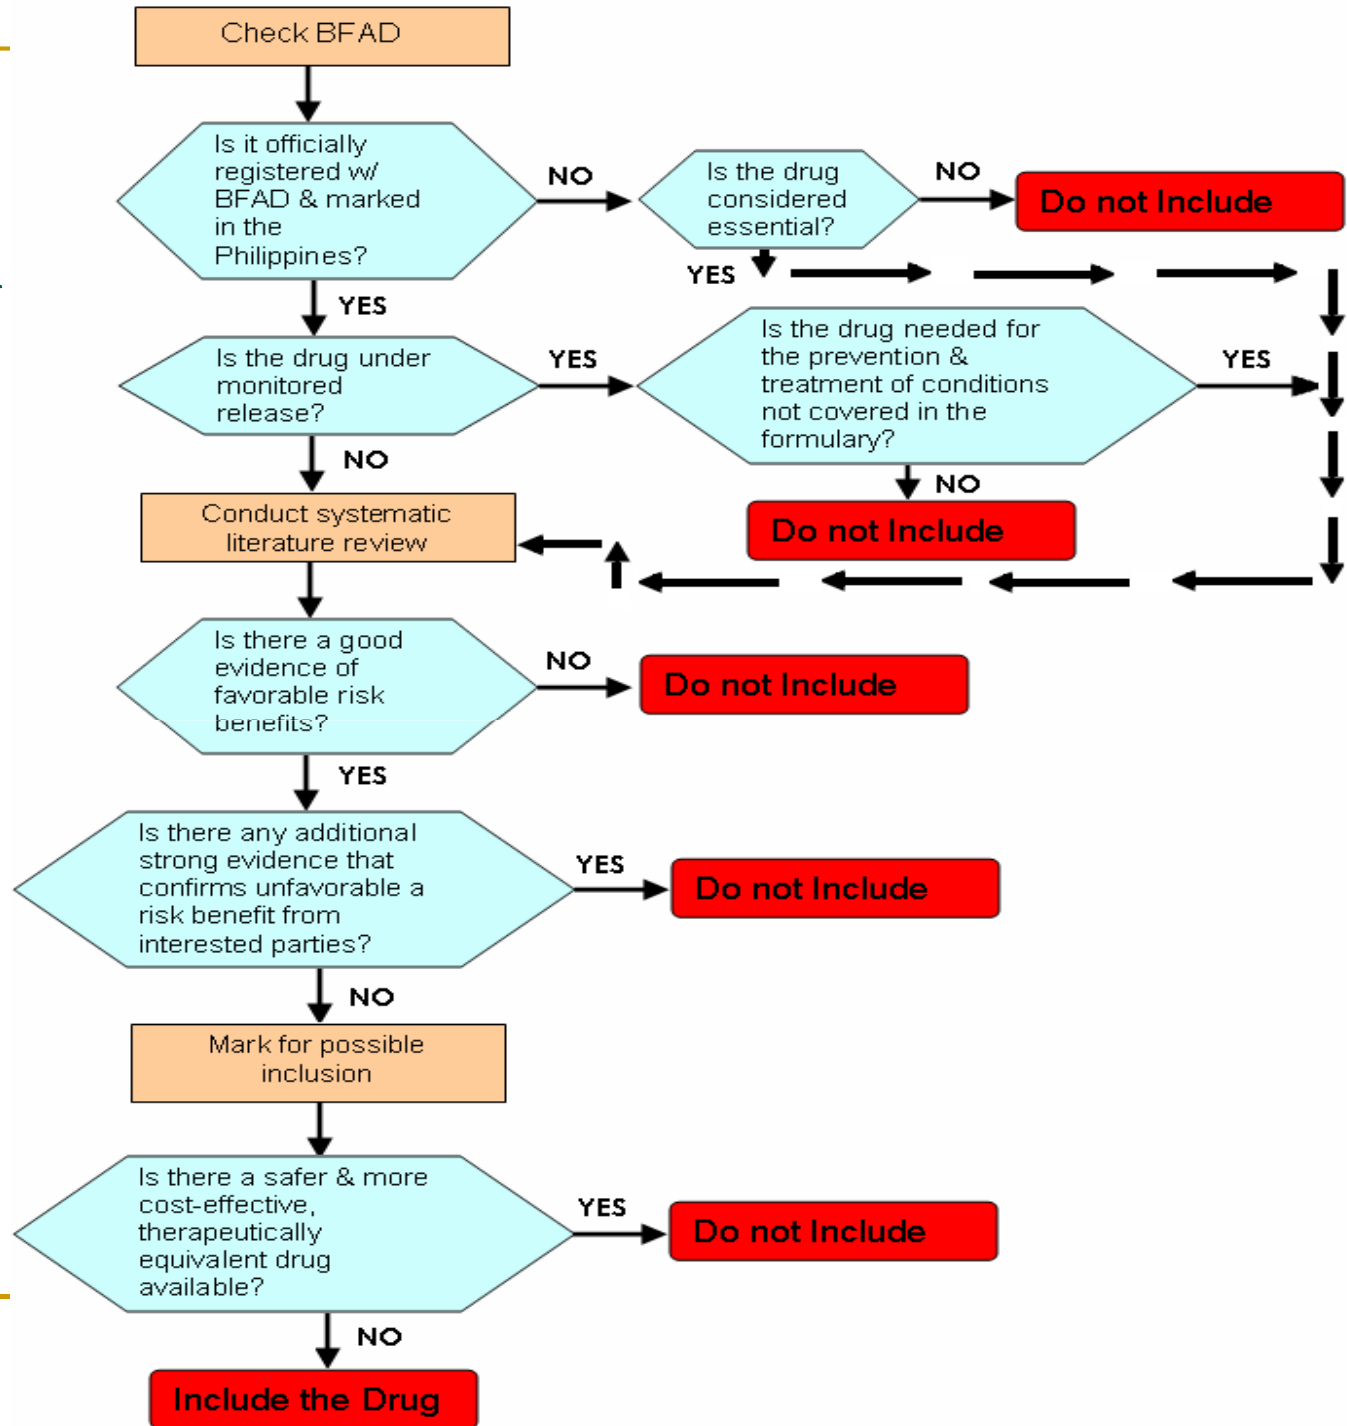 Check BFAD
Is it officially
registered w/
BFAD & marked
in the
Philippines?
NO
Is the drug
considered
essential?
NO
Do not Include
YES
YES
Is the drug under
monitored
release?
YES
Is the drug needed for
the prevention &
treatment of conditions
not covered in the
formulary?
YES
NO
NO
Do not Include
Conduct systematic
literature review
Is there a good
evidence of
favorable risk
benefits?
NO
Do not Include
YES
Is there any additional
strong evidence that
confirms unfavorable a
risk benefit from
interested parties?
YES
Do not Include
NO
Mark for possible
inclusion
Is there a safer & more
cost-effective,
therapeutically
equivalent drug
available?
YES
Do not Include
NO
Include the Drug